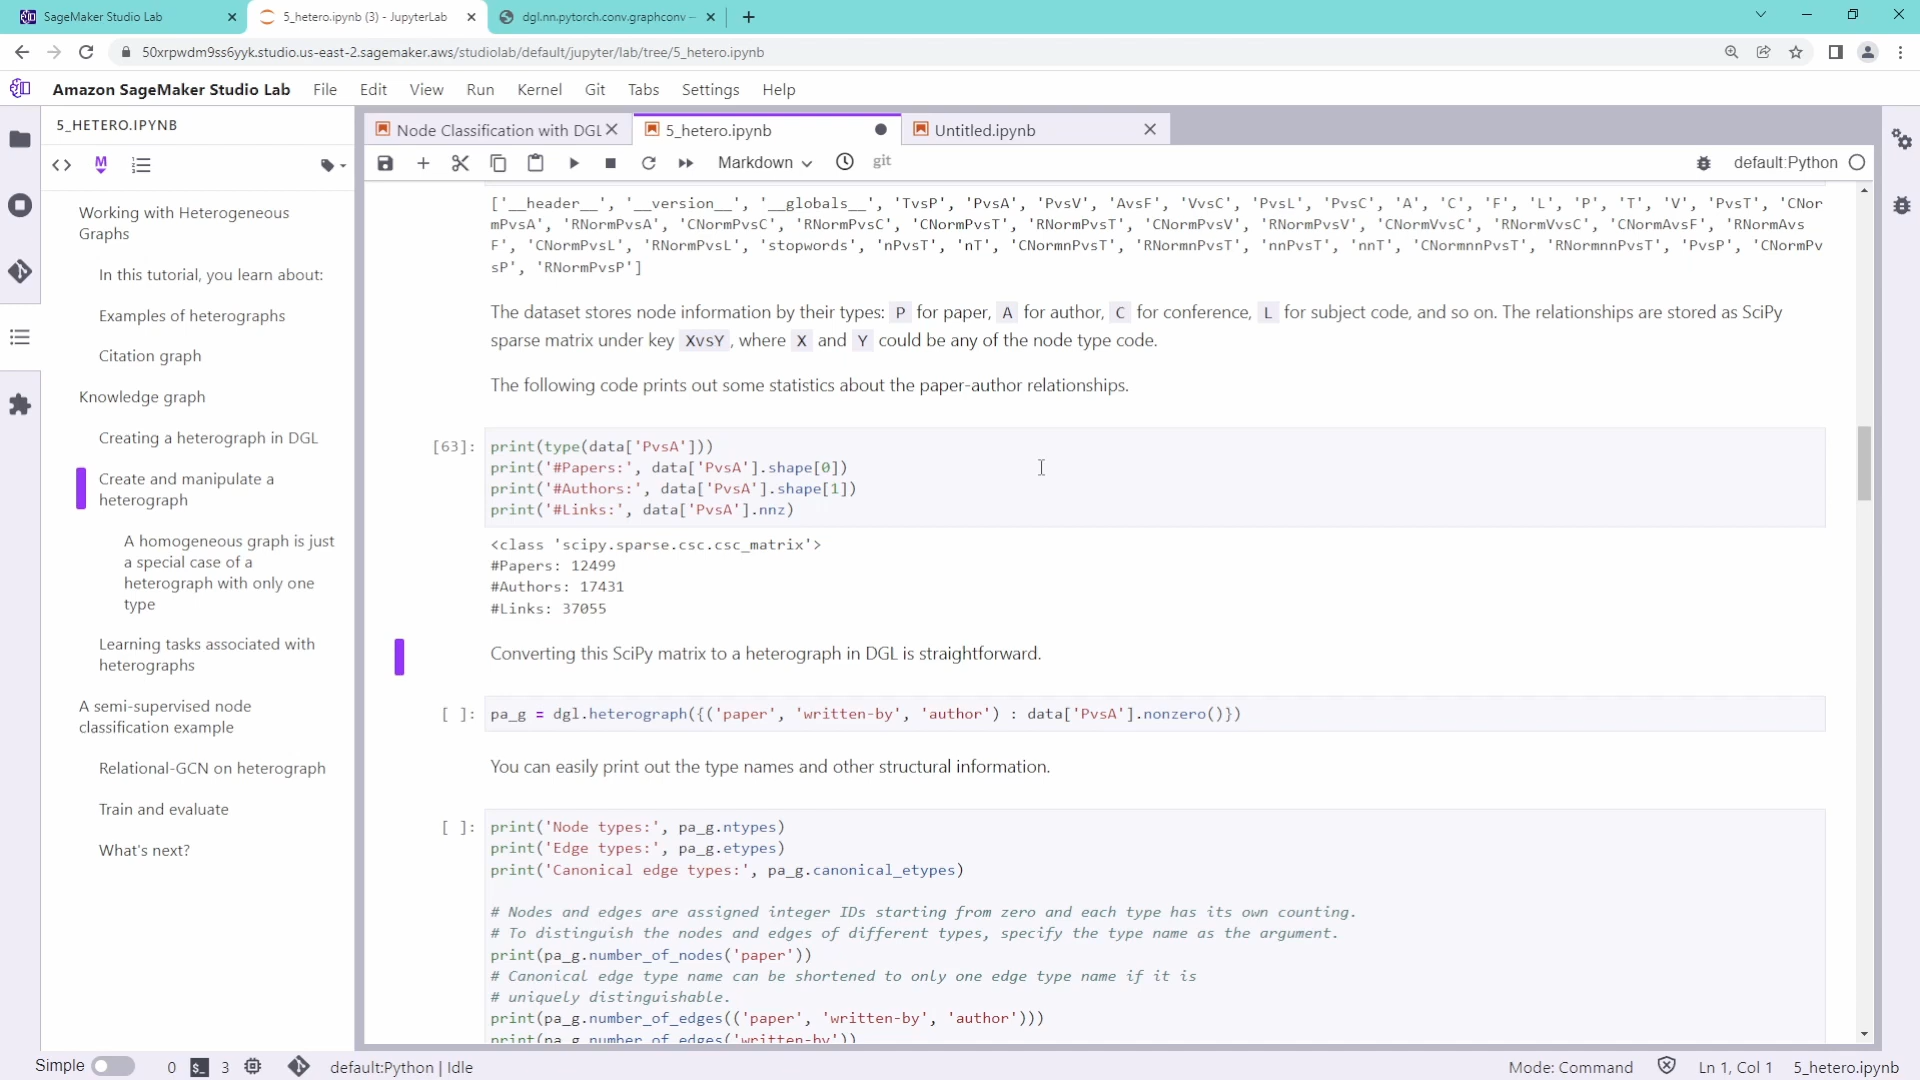 SageMaker Studio Lab
5_hetero.ipynb (3) - JupyterLab
dgl.nn.pytorch.conv.graphconv —
50xrpwdm9ss6yyk.studio.us-east-2.sagemaker.aws/studiolab/default/jupyter/lab/tree/5_hetero.ipynb
Amazon SageMaker Studio Lab File Edit View Run Kernel Git Tabs Settings Help
5_HETERO.IPYNB
Working with Heterogeneous
Graphs
In this tutorial, you learn about:
Examples of heterographs
Citation graph
Knowledge graph
Creating a heterograph in DGL
Create and manipulate a
heterograph
A homogeneous graph is just
a special case of a
heterograph with only one
type
Learning tasks associated with
heterographs
A semi-supervised node
classification example
Relational-GCN on heterograph
Train and evaluate
What's next?
Node Classification with DGL
5_hetero.ipynb
Untitled.ipynb
Markdown git default:Python
['__header__', '__version__', '__globals__', 'TvsP', 'PvsA', 'PvsV', 'AvsF', 'VvsC', 'PvsL', 'PvsC', 'A', 'C', 'F', 'L', 'P', 'T', 'V', 'PvsT', 'CNor
mPvsA', 'RNormPvsA', 'CNormPvsC', 'RNormPvsC', 'CNormPvsT', 'RNormPvsT', 'CNormPvsV', 'RNormPvsV', 'CNormVvsC', 'RNormVvsC', 'CNormAvsF', 'RNormAvs
F', 'CNormPvsL', 'RNormPvsL', 'stopwords', 'nPvsT', 'nT', 'CNormnPvsT', 'RNormnPvsT', 'nnPvsT', 'nnT', 'CNormnnPvsT', 'RNormnnPvsT', 'PvsP', 'CNormPv
sP', 'RNormPvsP']
The dataset stores node information by their types: P for paper, A for author, C for conference, L for subject code, and so on. The relationships are stored as SciPy
sparse matrix under key XvsY, where X and Y could be any of the node type code.
The following code prints out some statistics about the paper-author relationships.
[63]: print(type(data['PvsA']))
print('#Papers:', data['PvsA'].shape[0])
print('#Authors:', data['PvsA'].shape[1])
print('#Links:', data['PvsA'].nnz)
<class 'scipy.sparse.csc.csc_matrix'>
#Papers: 12499
#Authors: 17431
#Links: 37055
Converting this SciPy matrix to a heterograph in DGL is straightforward.
[ ]: pa_g = dgl.heterograph({('paper', 'written-by', 'author') : data['PvsA'].nonzero()})
You can easily print out the type names and other structural information.
[ ]: print('Node types:', pa_g.ntypes)
print('Edge types:', pa_g.etypes)
print('Canonical edge types:', pa_g.canonical_etypes)
# Nodes and edges are assigned integer IDs starting from zero and each type has its own counting.
# To distinguish the nodes and edges of different types, specify the type name as the argument.
print(pa_g.number_of_nodes('paper'))
# Canonical edge type name can be shortened to only one edge type name if it is
# uniquely distinguishable.
print(pa_g.number_of_edges(('paper', 'written-by', 'author')))
print(pa_g.number_of_edges('written-by'))
Simple 0 $_ 3 default:Python | Idle Mode: Command Ln 1, Col 1 5_hetero.ipynb